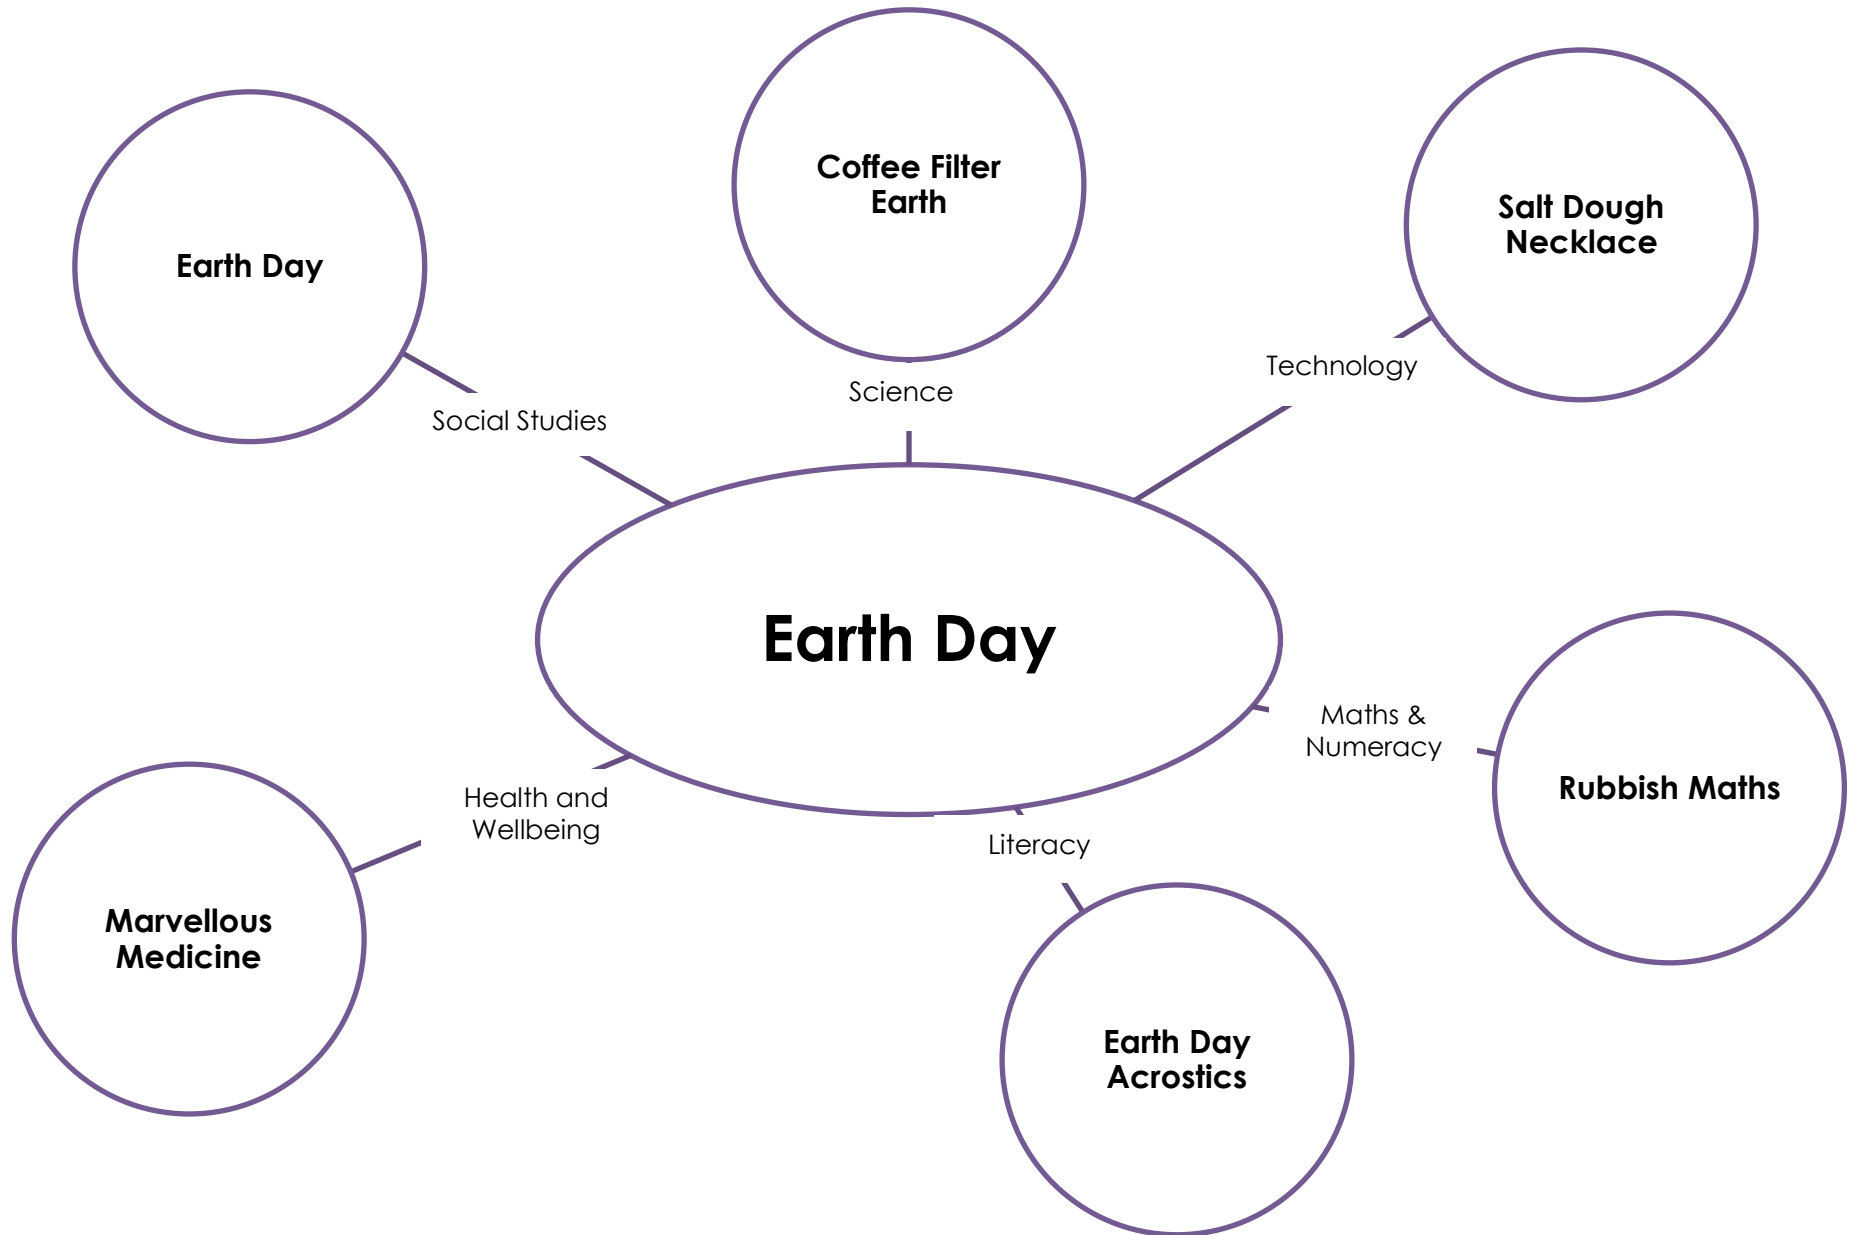 Coffee Filter
Earth
Salt Dough
Necklace
Earth Day
Technology
Science
Social Studies
Earth Day
Maths &
Numeracy
Rubbish Maths
Health and
Wellbeing
Literacy
Marvellous
Medicine
Earth Day
Acrostics